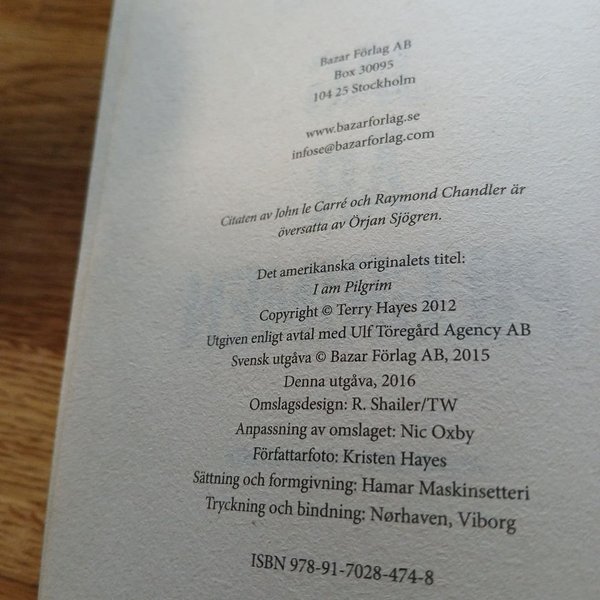 Bazar Förlag AB
Box 30095
104 25 Stockholm
www.bazarforlag.se
infose@bazarforlag.com
Citaten av John le Carré och Raymond Chandler är
översatta av Örjan Sjögren.
Det amerikanska originalets titel:
I am Pilgrim
Copyright © Terry Hayes 2012
Utgiven enligt avtal med Ulf Töregård Agency AB
Svensk utgåva © Bazar Förlag AB, 2015
Denna utgåva, 2016
Omslagsdesign: R. Shailer/TW
Anpassning av omslaget: Nic Oxby
Författarfoto: Kristen Hayes
Sättning och formgivning: Hamar Maskinsetteri
Tryckning och bindning: Nørhaven, Viborg
ISBN 978-91-7028-474-8